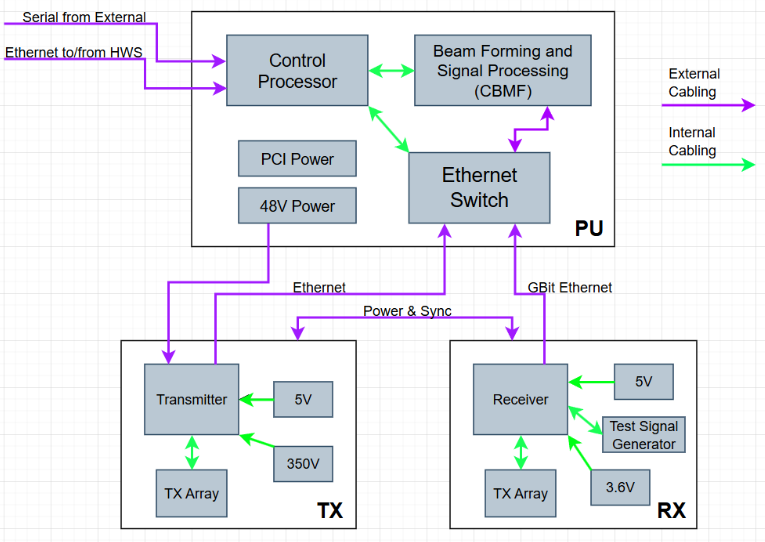 Serial from External
Ethernet to/from HWS
Control
Processor
Beam Forming and
Signal Processing
(CBMF)
External
Cabling
Internal
Cabling
PCI Power
48V Power
Ethernet
Switch
PU
Ethernet
GBit Ethernet
Power & Sync
Transmitter
5V
350V
TX Array
TX
Receiver
5V
Test Signal
Generator
3.6V
TX Array
RX